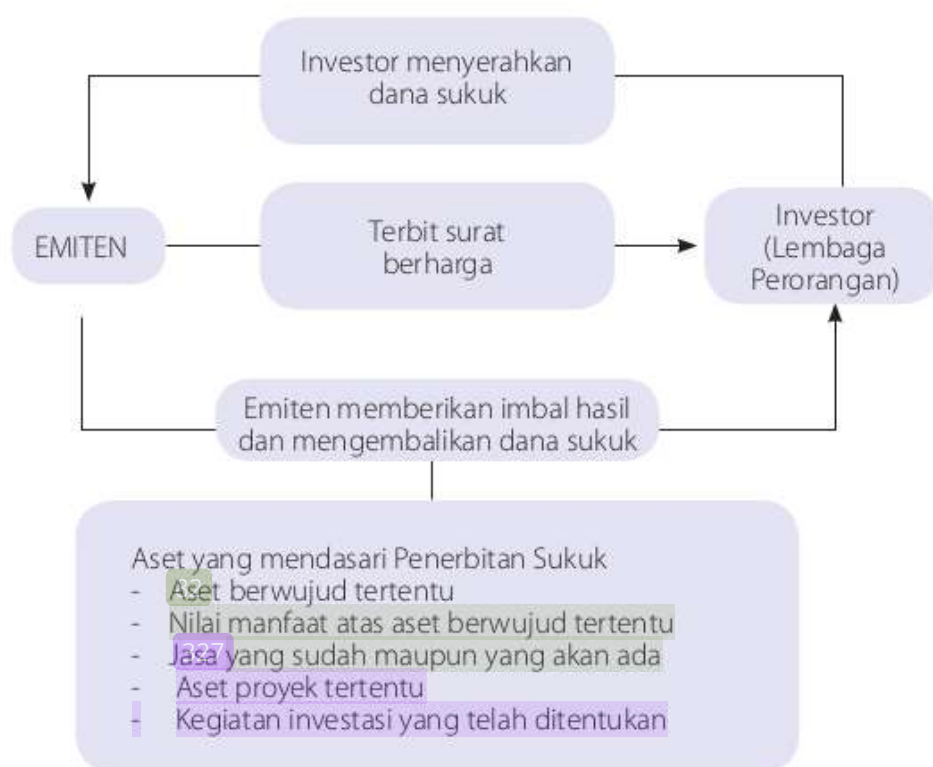 Investor menyerahkan
dana sukuk
EMITEN
Terbit surat
berharga
Investor
(Lembaga
Perorangan)
Emiten memberikan imbal hasil
dan mengembalikan dana sukuk
Aset yang mendasari Penerbitan Sukuk
- Aset berwujud tertentu
- Nilai manfaat atas aset berwujud tertentu
- Jasa yang sudah maupun yang akan ada
- Aset proyek tertentu
- Kegiatan investasi yang telah ditentukan